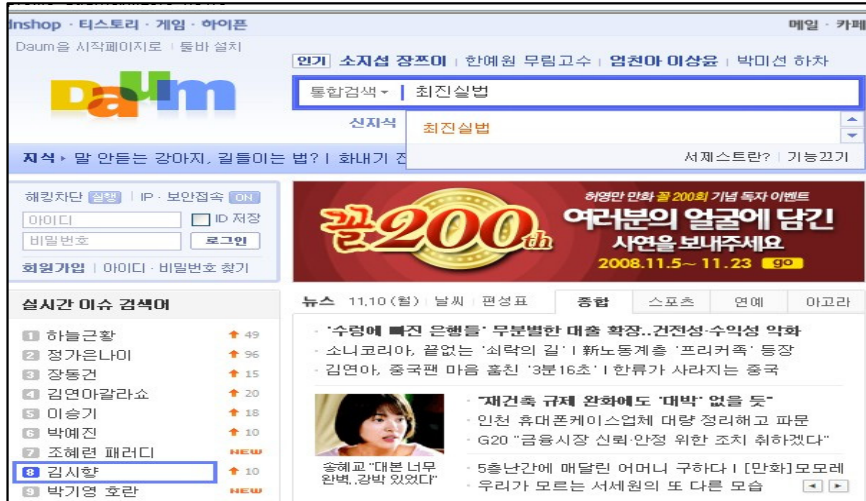 Inshop · 티스토리 · 게임 · 하이픈
메일 · 카페
Daum을 시작페이지로 | 툴바 설치
인기 소지섭 장쯔이 | 한예원 무림고수 | 엄친아 이상윤 | 박미선 하차
Daum
통합검색 최진실법
신지식
최진실법
서제스트란? | 기능끄기
지식 › 말 안듣는 강아지, 길들이는 법? | 화내기 전
해킹차단 실행 | IP · 보안접속 ON
아이디
ID 저장
비밀번호
로그인
회원가입 | 아이디 · 비밀번호 찾기
허영만 만화 꼴 200회 기념 독자 이벤트
꼴200th
여러분의 얼굴에 담긴
사연을 보내주세요
2008.11.5~ 11.23 go
실시간 이슈 검색어
1 하늘근황 49
2 정가은나이 96
3 장동건 15
4 김연아갈라쇼 20
5 이승기 18
6 박예진 10
7 조혜련 패러디 NEW
8 김시향 10
9 박기영 호란 NEW
뉴스 11.10 (월) | 날씨 | 편성표
종합 스포츠 연예 아고라
· '수렁에 빠진 은행들' 무분별한 대출 확장..건전성·수익성 악화
· 소니코리아, 끝없는 '쇠락의 길' | 新노동계층 '프리커족' 등장
· 김연아, 중국팬 마음 훔친 '3분16초' | 한류가 사라지는 중국
송혜교 "대본 너무
완벽..강박 있었다"
· "재건축 규제 완화에도 '대박' 없을 듯"
· 인천 휴대폰케이스업체 대량 정리해고 파문
· G20 "금융시장 신뢰·안정 위한 조치 취하겠다"
· 5층난간에 매달린 어머니 구하다 | [만화] 모모레
· 우리가 모르는 서세원의 또 다른 모습